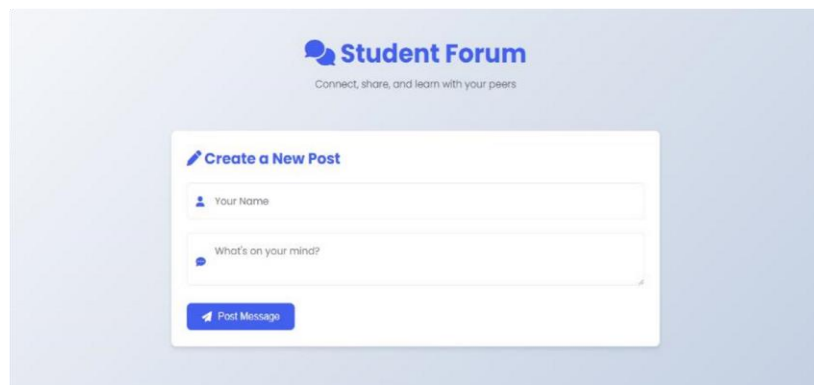 Student Forum
Connect, share, and learn with your peers
Create a New Post
Your Name
What's on your mind?
Post Message